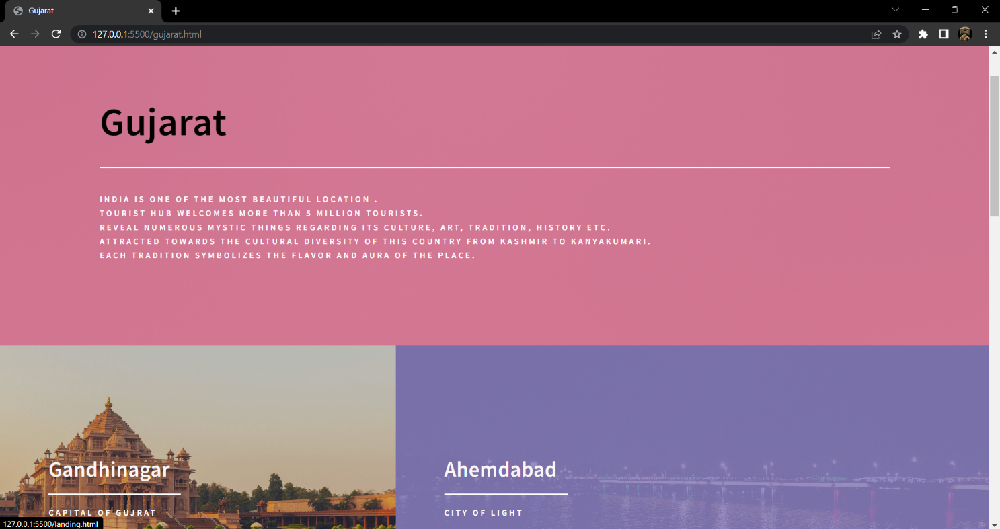 Gujarat
127.0.0.1:5500/gujarat.html
Gujarat
INDIA IS ONE OF THE MOST BEAUTIFUL LOCATION .
TOURIST HUB WELCOMES MORE THAN 5 MILLION TOURISTS.
REVEAL NUMEROUS MYSTIC THINGS REGARDING ITS CULTURE, ART, TRADITION, HISTORY ETC.
ATTRACTED TOWARDS THE CULTURAL DIVERSITY OF THIS COUNTRY FROM KASHMIR TO KANYAKUMARI.
EACH TRADITION SYMBOLIZES THE FLAVOR AND AURA OF THE PLACE.
Gandhinagar
CAPITAL OF GUJRAT
Ahemdabad
CITY OF LIGHT
127.0.0.1:5500/landing.html